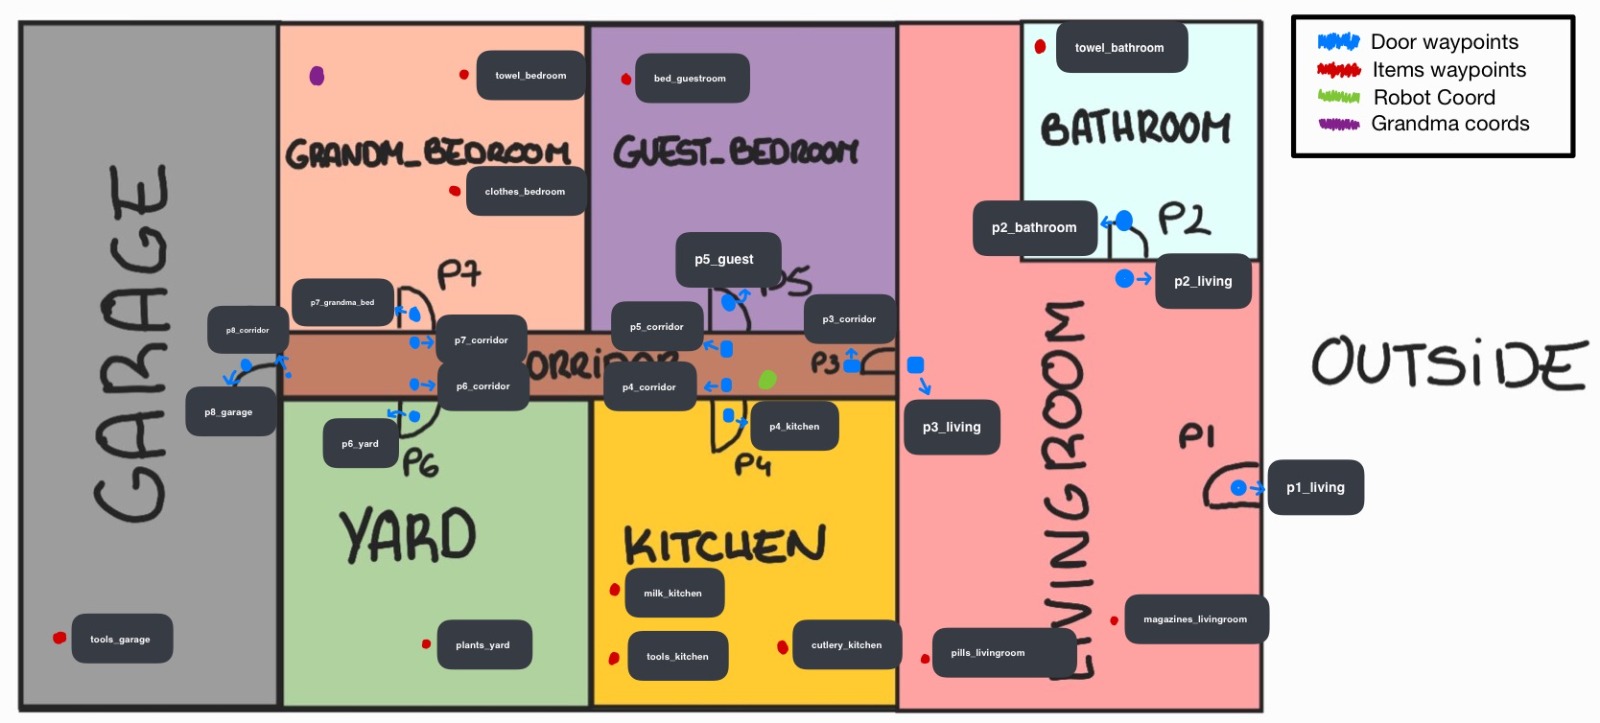 Door waypoints
Items waypoints
Robot Coord
Grandma coords
towel_bathroom
towel_bedroom
bed_guestroom
BATHROOM
GRANDM_BEDROOM
GUEST_BEDROOM
clothes_bedroom
P2
p2_bathroom
p2_living
p5_guest
P5
P7
p7_grandma_bed
p8_corridor
p7_corridor
p5_corridor
p3_corridor
ORRIDOR
P3
p6_corridor
p4_corridor
GARAGE
LIVINGROOM
OUTSIDE
p8_garage
p6_yard
P6
p4_kitchen
P4
p3_living
P1
p1_living
YARD
KITCHEN
milk_kitchen
tools_kitchen
cutlery_kitchen
pills_livingroom
magazines_livingroom
tools_garage
plants_yard